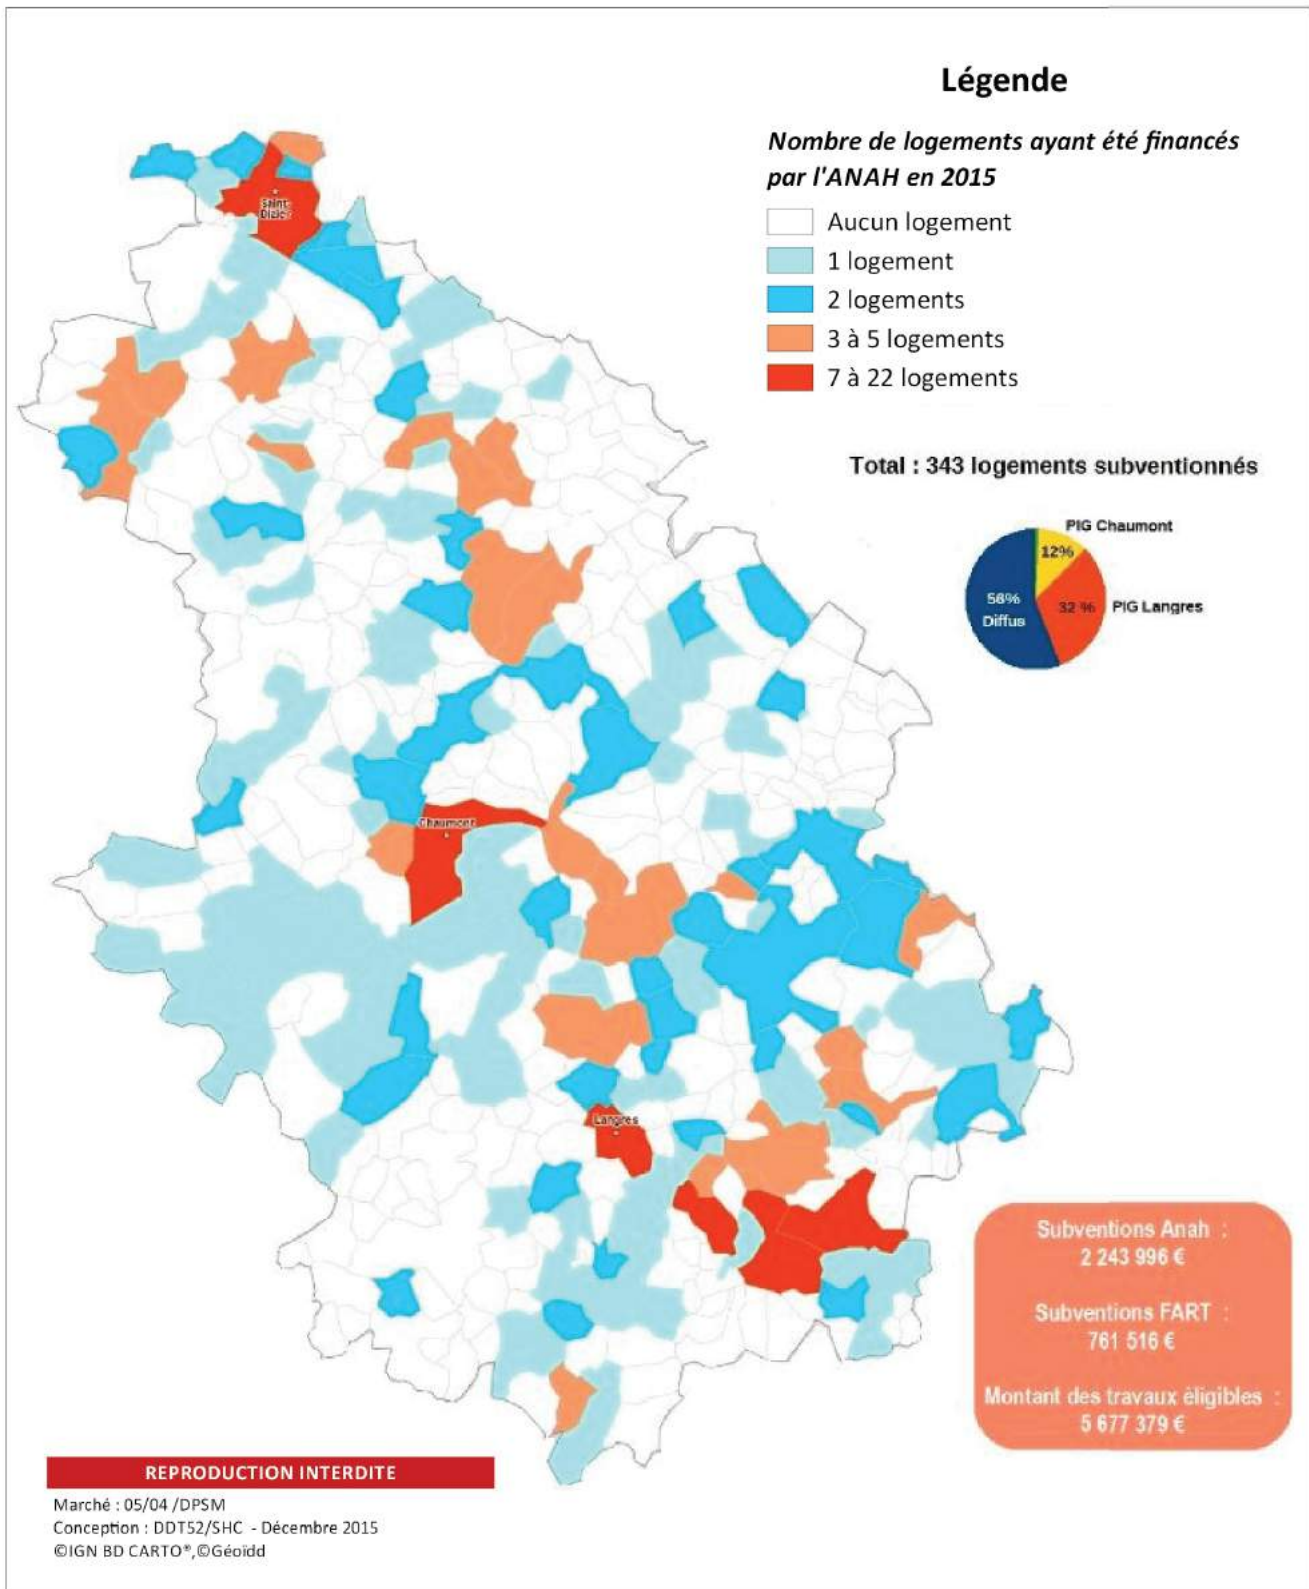 Légende
Nombre de logements ayant été financés
par l'ANAH en 2015
Aucun logement
1 logement
2 logements
3 à 5 logements
7 à 22 logements
Total : 343 logements subventionnés
PIG Chaumont
12%
56%
Diffus
32 %
PIG Langres
Saint-
Dizier
Chaumont
Langres
Subventions Anah :
2 243 996 €
Subventions FART :
761 516 €
Montant des travaux éligibles :
5 677 379 €
REPRODUCTION INTERDITE
Marché : 05/04 /DPSM
Conception : DDT52/SHC - Décembre 2015
©IGN BD CARTO®,©Géoïdd